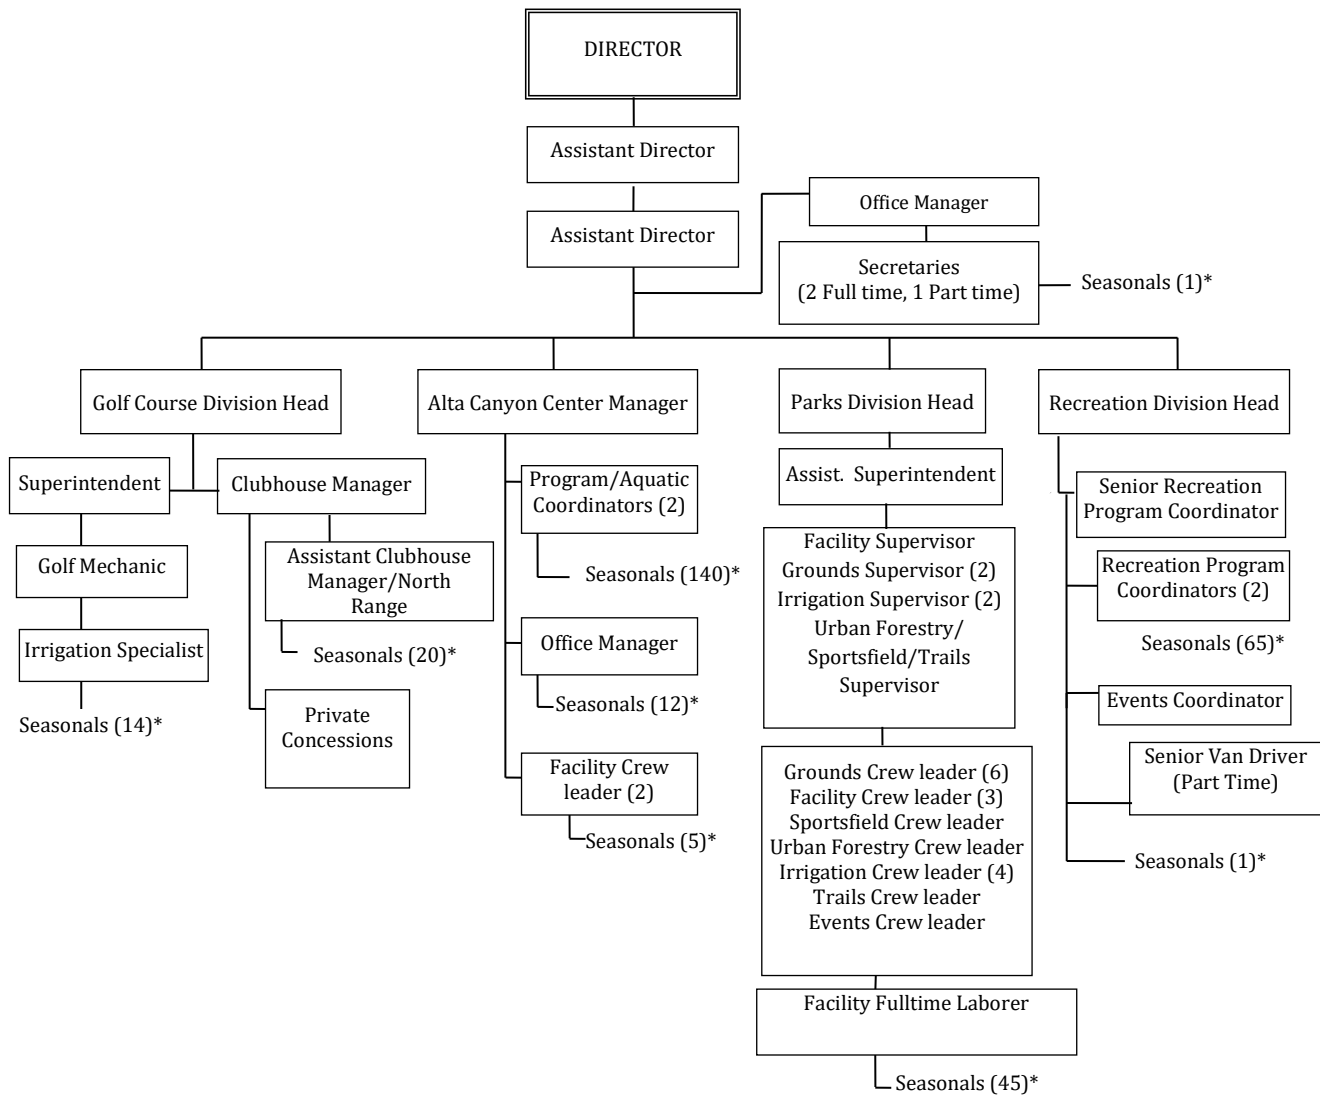 DIRECTOR
Assistant Director
Assistant Director
Office Manager
Secretaries
(2 Full time, 1 Part time)
Seasonals (1)*
Golf Course Division Head
Superintendent
Clubhouse Manager
Golf Mechanic
Irrigation Specialist
Seasonals (14)*
Assistant Clubhouse
Manager/North
Range
Seasonals (20)*
Private
Concessions
Alta Canyon Center Manager
Program/Aquatic
Coordinators (2)
Seasonals (140)*
Office Manager
Seasonals (12)*
Facility Crew
leader (2)
Seasonals (5)*
Parks Division Head
Assist. Superintendent
Facility Supervisor
Grounds Supervisor (2)
Irrigation Supervisor (2)
Urban Forestry/
Sportsfield/Trails
Supervisor
Grounds Crew leader (6)
Facility Crew leader (3)
Sportsfield Crew leader
Urban Forestry Crew leader
Irrigation Crew leader (4)
Trails Crew leader
Events Crew leader
Facility Fulltime Laborer
Seasonals (45)*
Recreation Division Head
Senior Recreation
Program Coordinator
Recreation Program
Coordinators (2)
Seasonals (65)*
Events Coordinator
Senior Van Driver
(Part Time)
Seasonals (1)*